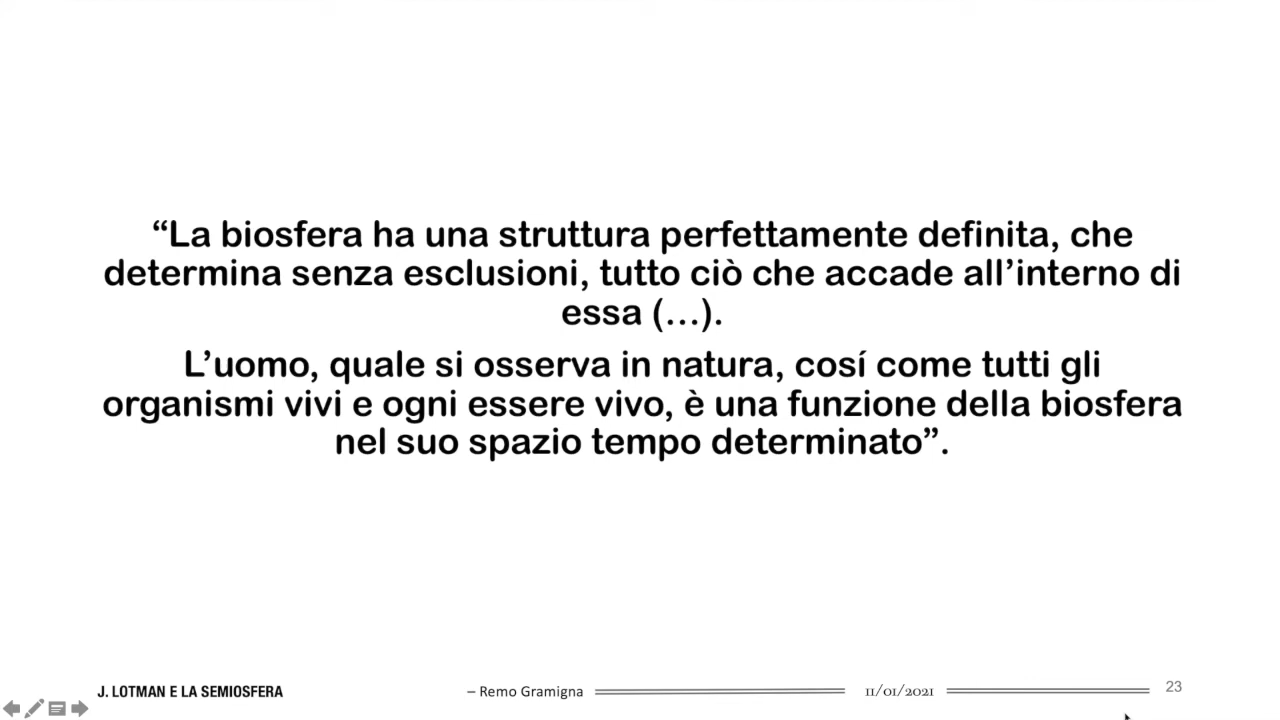 “La biosfera ha una struttura perfettamente definita, che
determina senza esclusioni, tutto ciò che accade all’interno di
essa (…).
L’uomo, quale si osserva in natura, cosí come tutti gli
organismi vivi e ogni essere vivo, è una funzione della biosfera
nel suo spazio tempo determinato”.
J. LOTMAN E LA SEMIOSFERA
– Remo Gramigna
11/01/2021
23